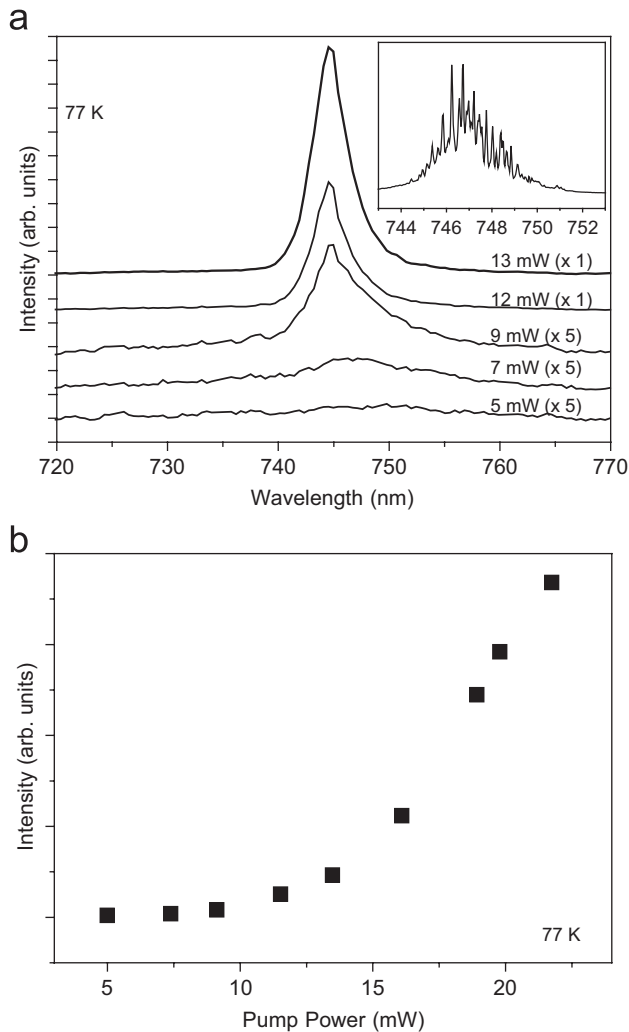 a
77 K
Intensity (arb. units)
744 746 748 750 752
13 mW (x 1)
12 mW (x 1)
9 mW (x 5)
7 mW (x 5)
5 mW (x 5)
720 730 740 750 760 770
Wavelength (nm)
b
Intensity (arb. units)
77 K
5 10 15 20
Pump Power (mW)